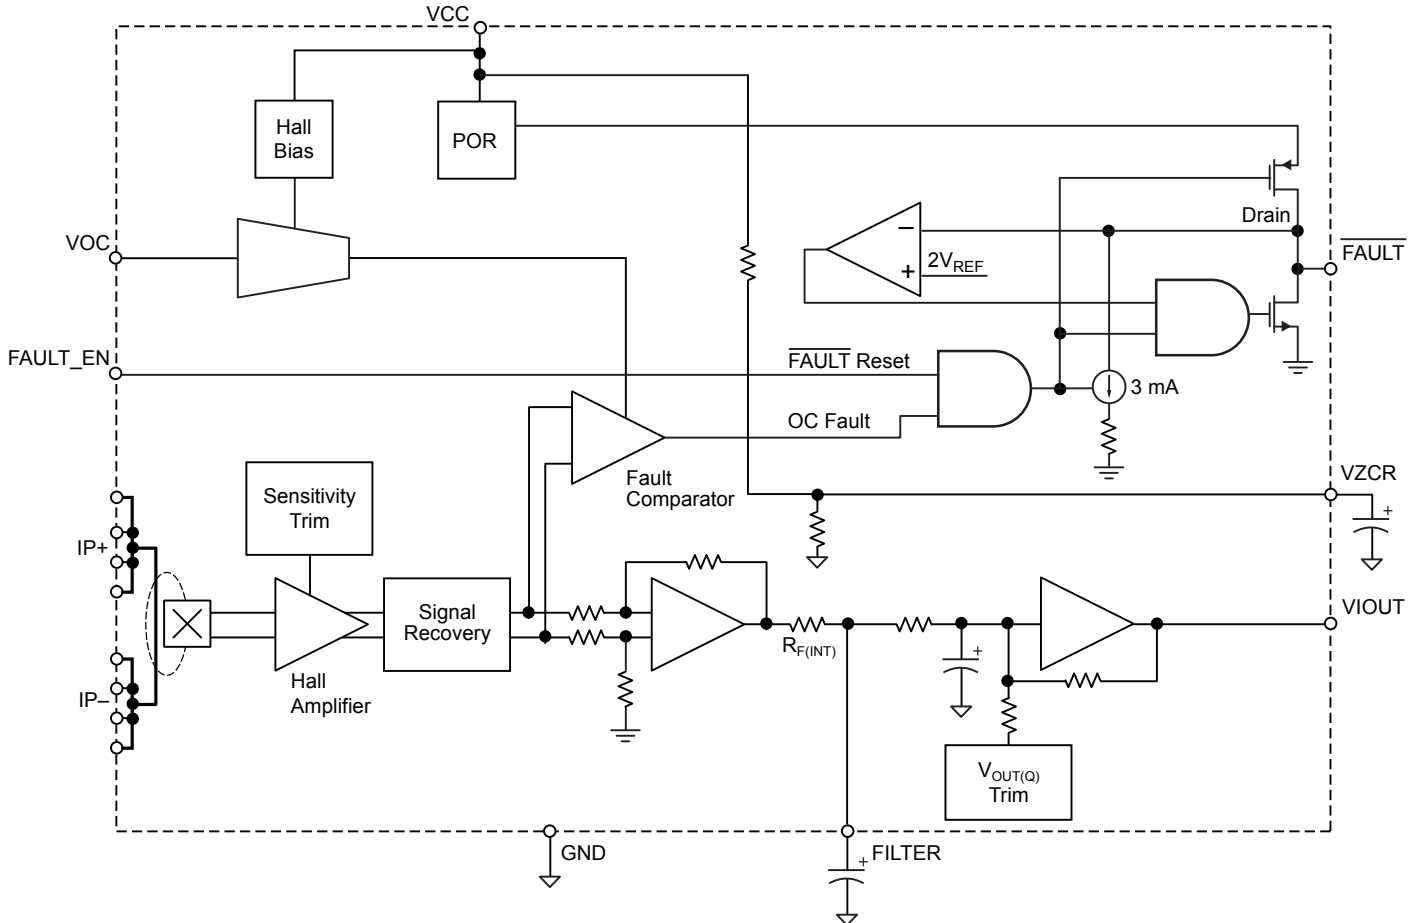 VCC
Hall
Bias
POR
Drain
VOC
–
+
2VREF
FAULT
FAULT_EN
FAULT Reset
3 mA
OC Fault
Fault
Comparator
Sensitivity
Trim
VZCR
+
IP+
Signal
Recovery
VIOUT
RF(INT)
+
Hall
Amplifier
IP–
VOUT(Q)
Trim
GND
FILTER
+